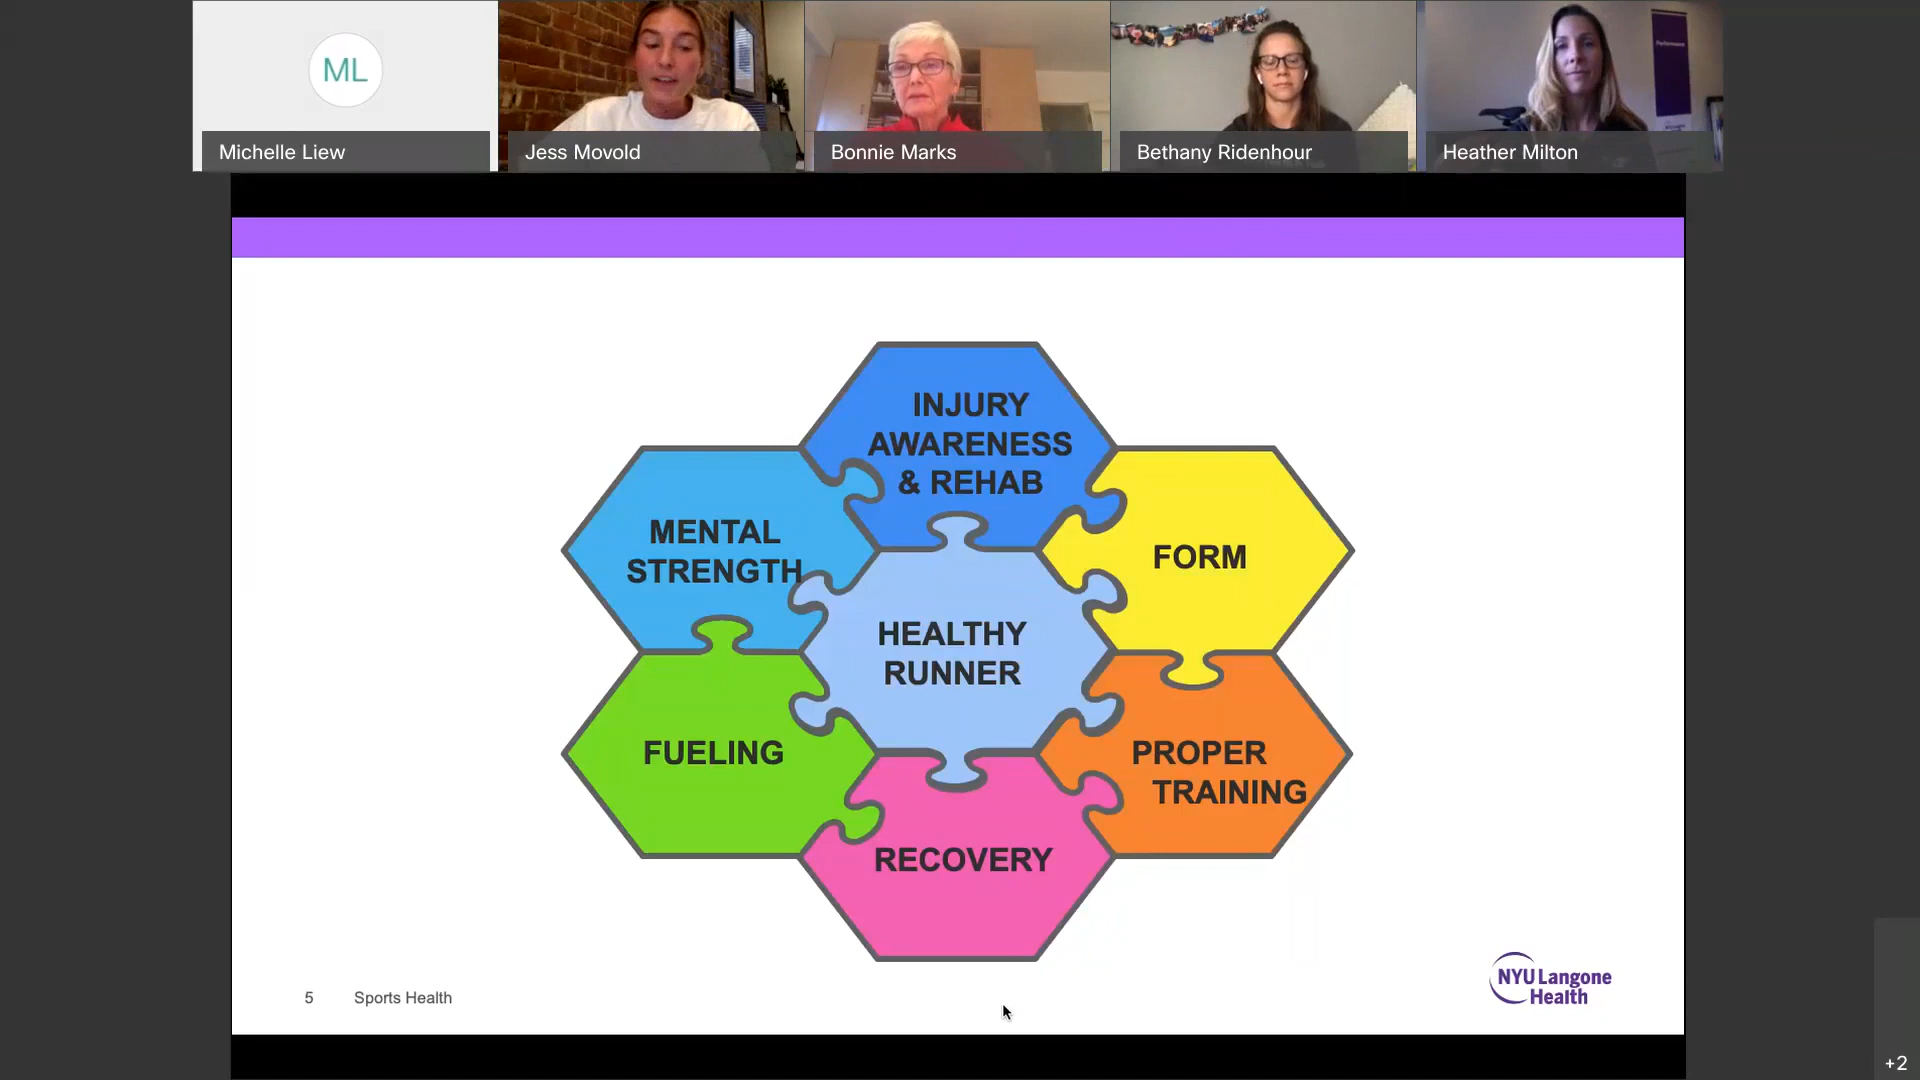 ML
Michelle Liew
Jess Movold
Bonnie Marks
Bethany Ridenhour
Heather Milton
INJURY
AWARENESS
& REHAB
MENTAL
STRENGTH
FORM
HEALTHY
RUNNER
FUELING
PROPER
TRAINING
RECOVERY
5 Sports Health
NYU Langone
Health
+2